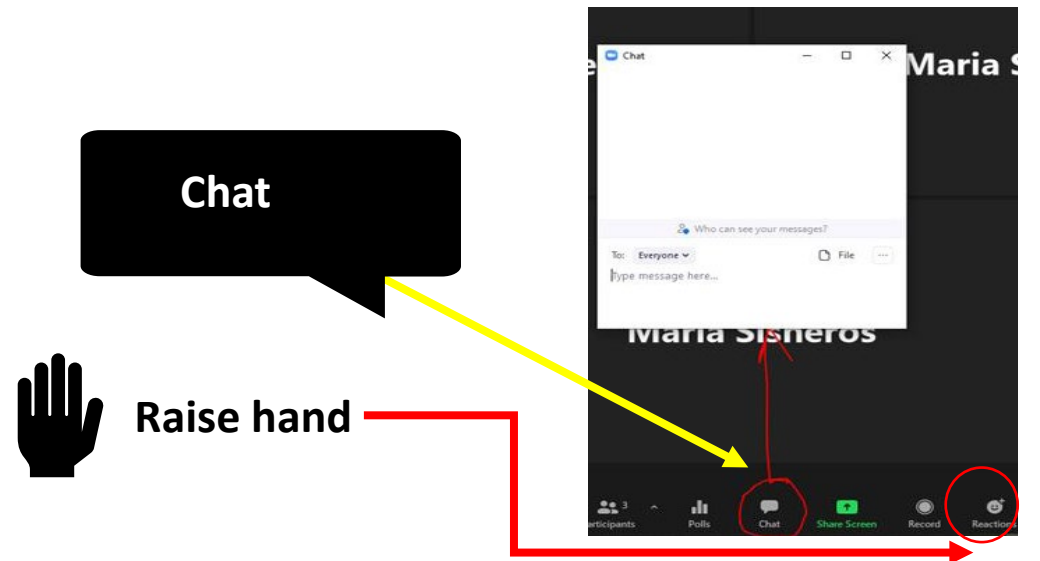 Chat
Raise hand
Chat
Maria S
Who can see your messages?
To: Everyone
File
Type message here...
Maria Sisneros
3
articipants
Polls
Chat
Share Screen
Record
Reactions